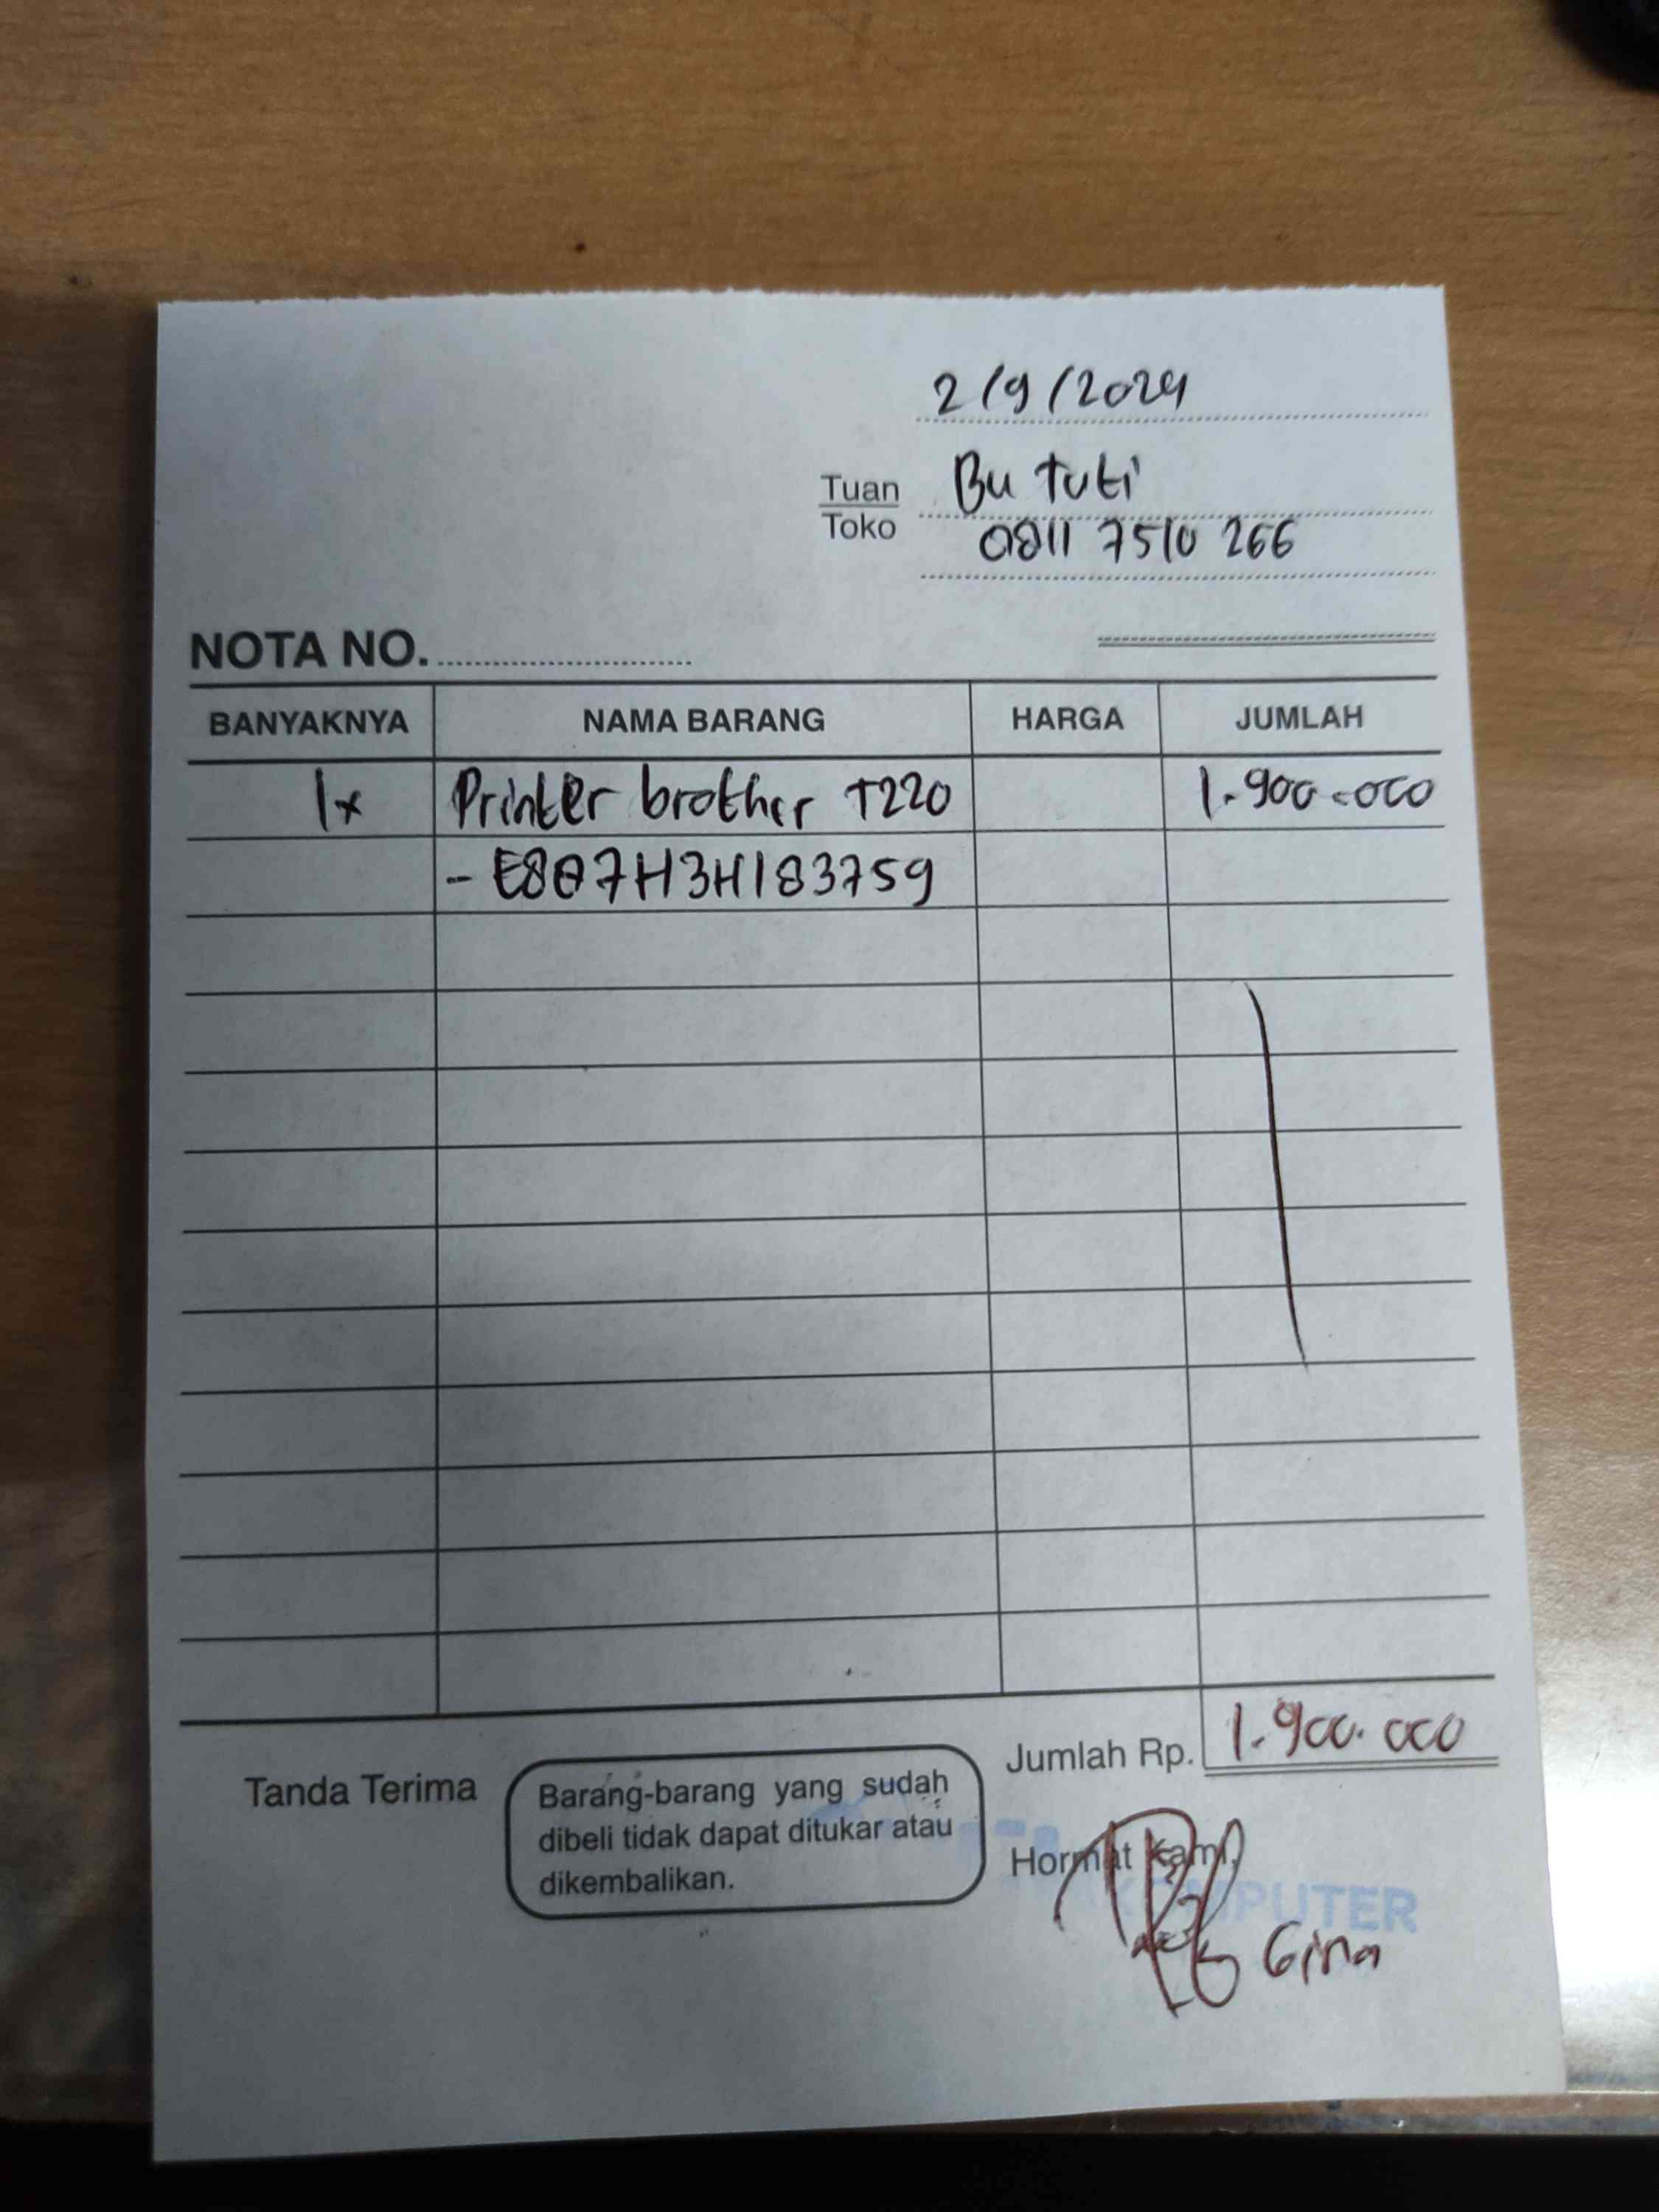 2/9/2024
Tuan Bu Tuti
Toko 0811 7510 266
NOTA NO.
BANYAKNYA NAMA BARANG HARGA JUMLAH
1x Printer brother T220 1.900.000
- E807H3H183759
Jumlah Rp. 1.900.000
Tanda Terima
Barang-barang yang sudah
dibeli tidak dapat ditukar atau
dikembalikan.
Hormat Kami,
KOMPUTER
Gina